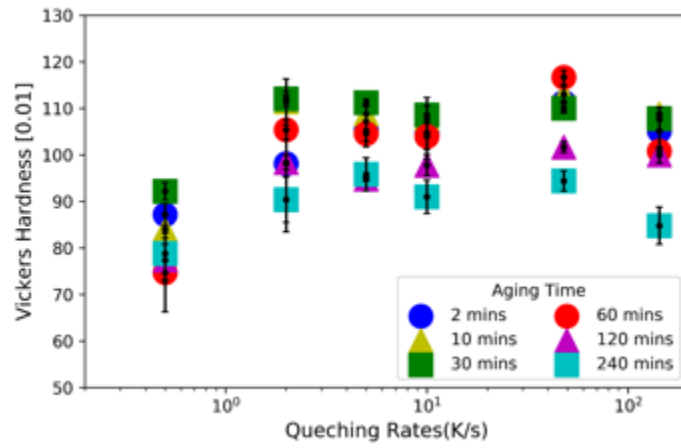 130
120
110
100
90
80
70
60
50
Vickers Hardness [0.01]
Aging Time
2 mins
60 mins
10 mins
120 mins
30 mins
240 mins
10⁰
10¹
10²
Queching Rates(K/s)